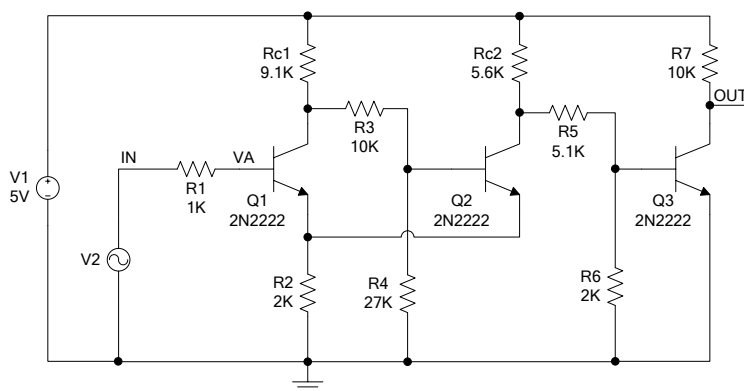 Rc1
9.1K
Rc2
5.6K
R7
10K
OUT
R3
10K
R5
5.1K
IN
VA
R1
1K
V1
5V
Q1
2N2222
Q2
2N2222
Q3
2N2222
V2
R2
2K
R4
27K
R6
2K